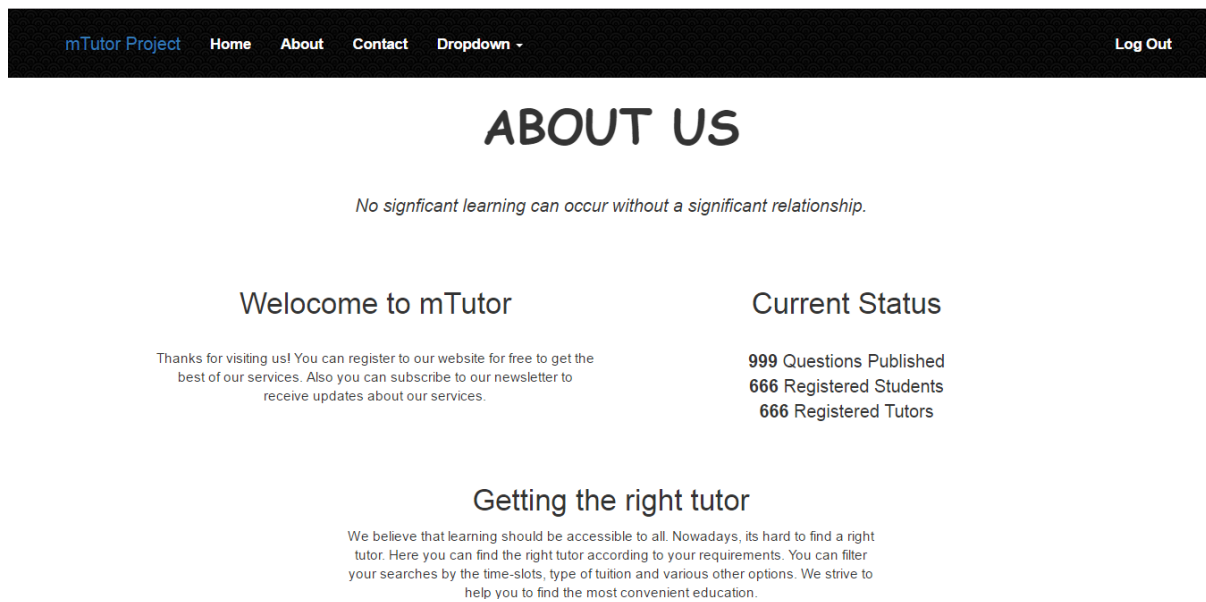 mTutor Project Home About Contact Dropdown Log Out
ABOUT US
No signficant learning can occur without a significant relationship.
Welocome to mTutor
Thanks for visiting us! You can register to our website for free to get the
best of our services. Also you can subscribe to our newsletter to
receive updates about our services.
Current Status
999 Questions Published
666 Registered Students
666 Registered Tutors
Getting the right tutor
We believe that learning should be accessible to all. Nowadays, its hard to find a right
tutor. Here you can find the right tutor according to your requirements. You can filter
your searches by the time-slots, type of tuition and various other options. We strive to
help you to find the most convenient education.